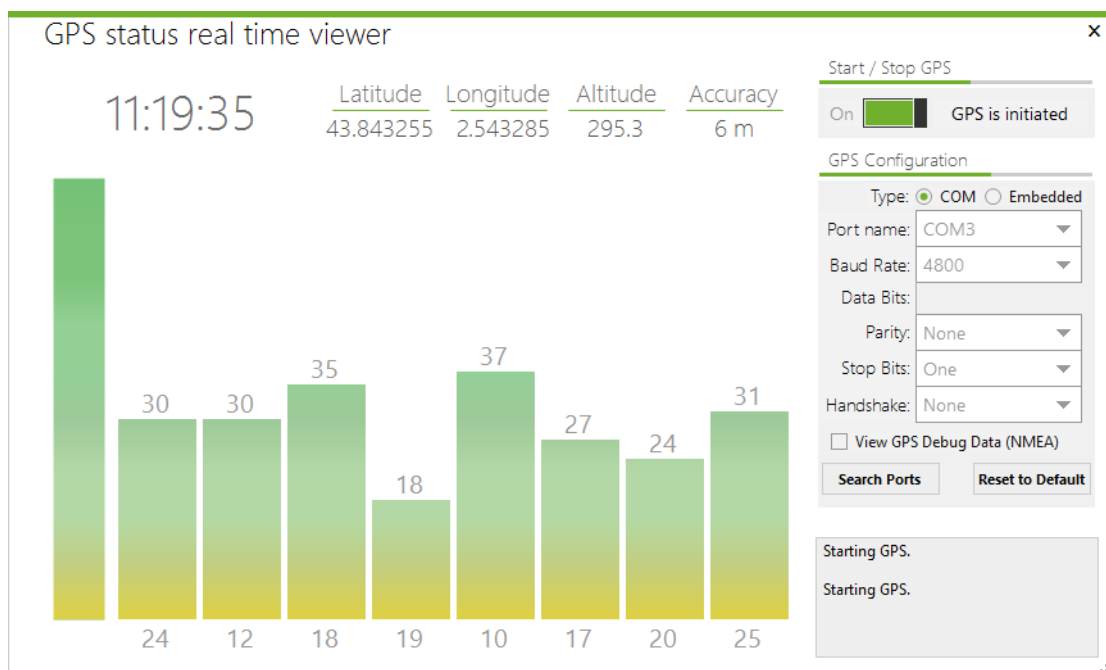 GPS status real time viewer
11:19:35
Latitude Longitude Altitude Accuracy
43.843255 2.543285 295.3 6 m
30 30 35 18 37 27 24 31
24 12 18 19 10 17 20 25
Start / Stop GPS
On GPS is initiated
GPS Configuration
Type: COM Embedded
Port name: COM3
Baud Rate: 4800
Data Bits:
Parity: None
Stop Bits: One
Handshake: None
View GPS Debug Data (NMEA)
Search Ports Reset to Default
Starting GPS.
Starting GPS.